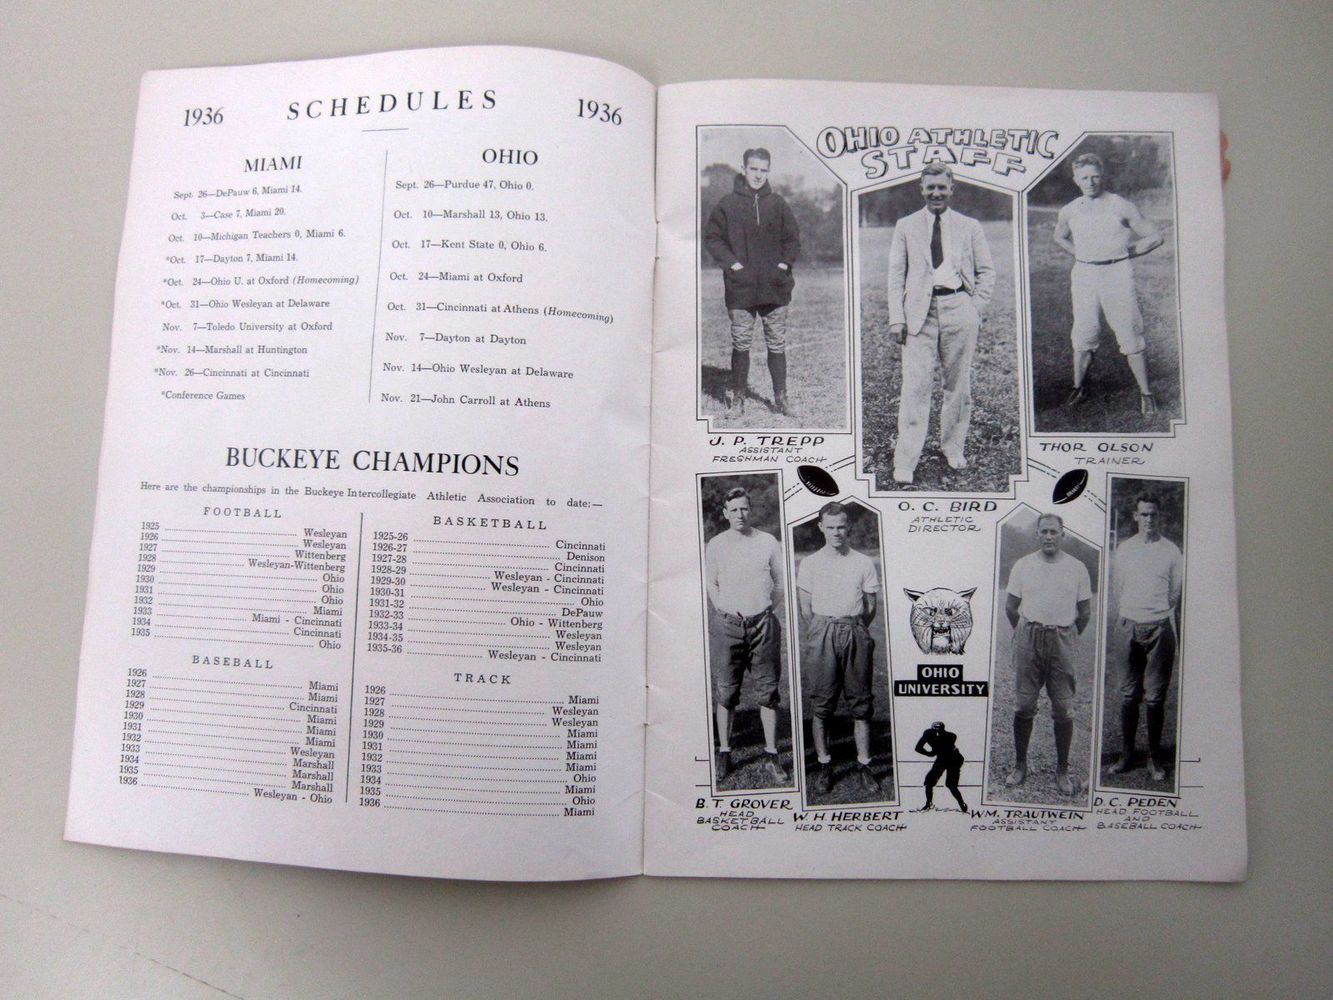 1936 SCHEDULES 1936
MIAMI
Sept. 26—DePauw 6, Miami 14.
Oct. 3—Case 7, Miami 20.
Oct. 10—Michigan Teachers 0, Miami 6.
*Oct. 17—Dayton 7, Miami 14.
*Oct. 24—Ohio U. at Oxford (Homecoming)
*Oct. 31—Ohio Wesleyan at Delaware
Nov. 7—Toledo University at Oxford
*Nov. 14—Marshall at Huntington
*Nov. 26—Cincinnati at Cincinnati
*Conference Games
OHIO
Sept. 26—Purdue 47, Ohio 0.
Oct. 10—Marshall 13, Ohio 13.
Oct. 17—Kent State 0, Ohio 6.
Oct. 24—Miami at Oxford
Oct. 31—Cincinnati at Athens (Homecoming)
Nov. 7—Dayton at Dayton
Nov. 14—Ohio Wesleyan at Delaware
Nov. 21—John Carroll at Athens
BUCKEYE CHAMPIONS
Here are the championships in the Buckeye Intercollegiate Athletic Association to date:—
FOOTBALL
1925 Wesleyan
1926 Wesleyan
1927 Wittenberg
1928 Wesleyan-Wittenberg
1929 Ohio
1930 Ohio
1931 Ohio
1932 Miami
1933 Miami - Cincinnati
1934 Cincinnati
1935 Ohio
BASEBALL
1926 Miami
1927 Miami
1928 Cincinnati
1929 Miami
1930 Miami
1931 Miami
1932 Wesleyan
1933 Marshall
1934 Marshall
1935 Marshall
1936 Wesleyan - Ohio
BASKETBALL
1925-26 Cincinnati
1926-27 Denison
1927-28 Cincinnati
1928-29 Wesleyan - Cincinnati
1929-30 Wesleyan - Cincinnati
1930-31 Ohio
1931-32 DePauw
1932-33 Ohio - Wittenberg
1933-34 Wesleyan
1934-35 Wesleyan
1935-36 Wesleyan - Cincinnati
TRACK
1926 Miami
1927 Wesleyan
1928 Wesleyan
1929 Miami
1930 Miami
1931 Miami
1932 Miami
1933 Ohio
1934 Miami
1935 Ohio
1936 Miami
OHIO ATHLETIC
STAFF
J. P. TREPP
ASSISTANT
FRESHMAN COACH
O. C. BIRD
ATHLETIC
DIRECTOR
THOR OLSON
TRAINER
OHIO
UNIVERSITY
B. T. GROVER
HEAD
BASKETBALL
COACH
W. H. HERBERT
HEAD TRACK COACH
WM. TRAUTWEIN
ASSISTANT
FOOTBALL COACH
D. C. PEDEN
HEAD FOOTBALL
AND
BASEBALL COACH